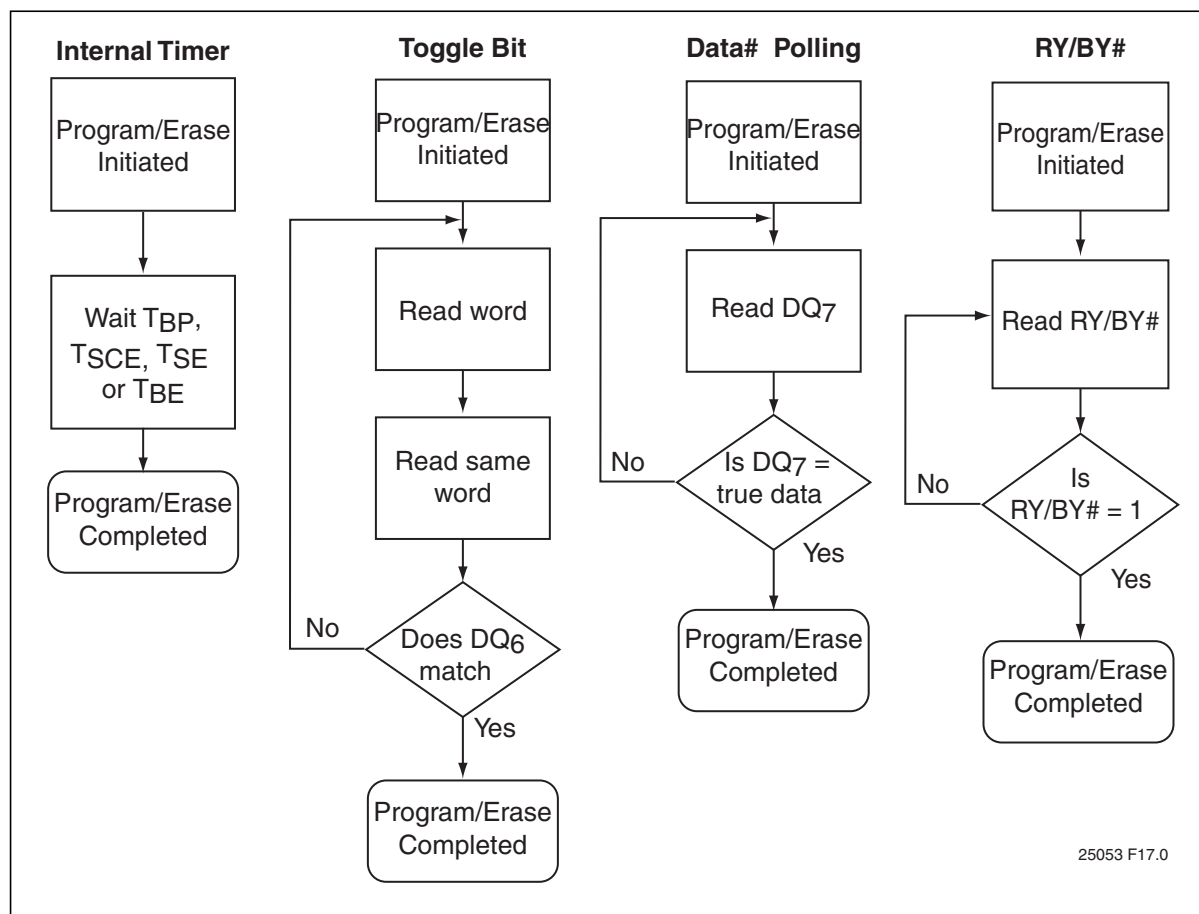 Internal Timer
Program/Erase
Initiated
Wait TBP,
TSCE, TSE
or TBE
Program/Erase
Completed
Toggle Bit
Program/Erase
Initiated
Read word
Read same
word
No
Does DQ6
match
Yes
Program/Erase
Completed
Data# Polling
Program/Erase
Initiated
Read DQ7
No
Is DQ7 =
true data
Yes
Program/Erase
Completed
RY/BY#
Program/Erase
Initiated
Read RY/BY#
No
Is
RY/BY# = 1
Yes
Program/Erase
Completed
25053 F17.0